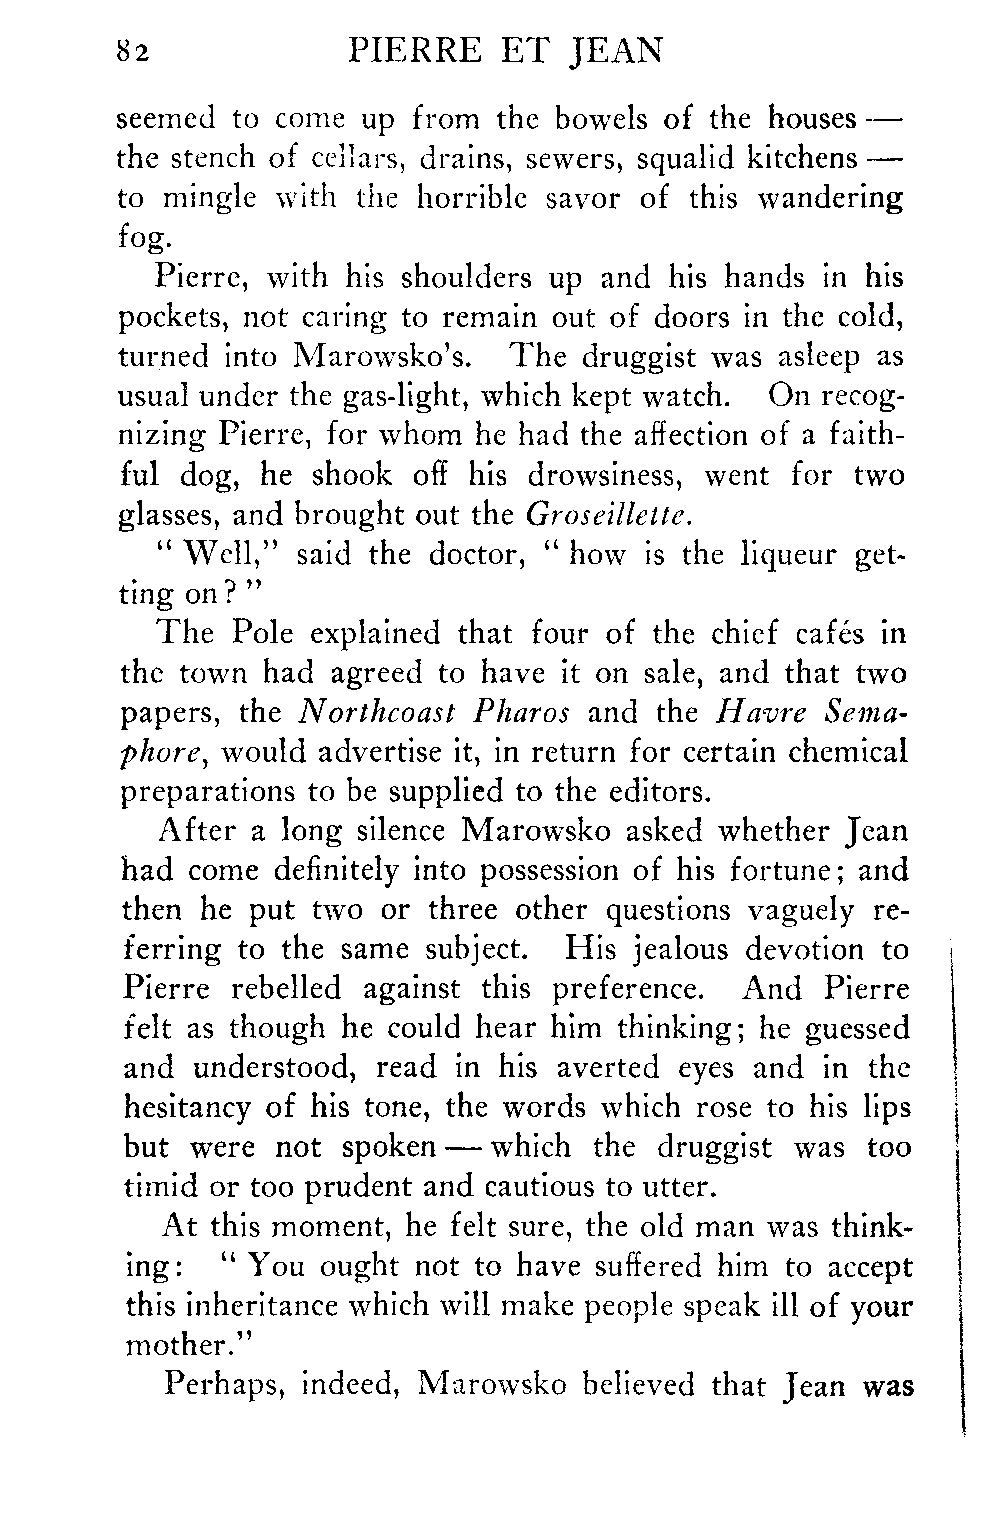 82 PIERRE ET JEAN
seemed to come up from the bowels of the houses —
the stench of cellars, drains, sewers, squalid kitchens —
to mingle with the horrible savor of this wandering
fog.
Pierre, with his shoulders up and his hands in his
pockets, not caring to remain out of doors in the cold,
turned into Marowsko's. The druggist was asleep as
usual under the gas-light, which kept watch. On recog-
nizing Pierre, for whom he had the affection of a faith-
ful dog, he shook off his drowsiness, went for two
glasses, and brought out the Groseillette.
“ Well,” said the doctor, “ how is the liqueur get-
ting on? ”
The Pole explained that four of the chief cafés in
the town had agreed to have it on sale, and that two
papers, the Northcoast Pharos and the Havre Sema-
phore, would advertise it, in return for certain chemical
preparations to be supplied to the editors.
After a long silence Marowsko asked whether Jean
had come definitely into possession of his fortune; and
then he put two or three other questions vaguely re-
ferring to the same subject. His jealous devotion to
Pierre rebelled against this preference. And Pierre
felt as though he could hear him thinking; he guessed
and understood, read in his averted eyes and in the
hesitancy of his tone, the words which rose to his lips
but were not spoken — which the druggist was too
timid or too prudent and cautious to utter.
At this moment, he felt sure, the old man was think-
ing: “ You ought not to have suffered him to accept
this inheritance which will make people speak ill of your
mother.”
Perhaps, indeed, Marowsko believed that Jean was